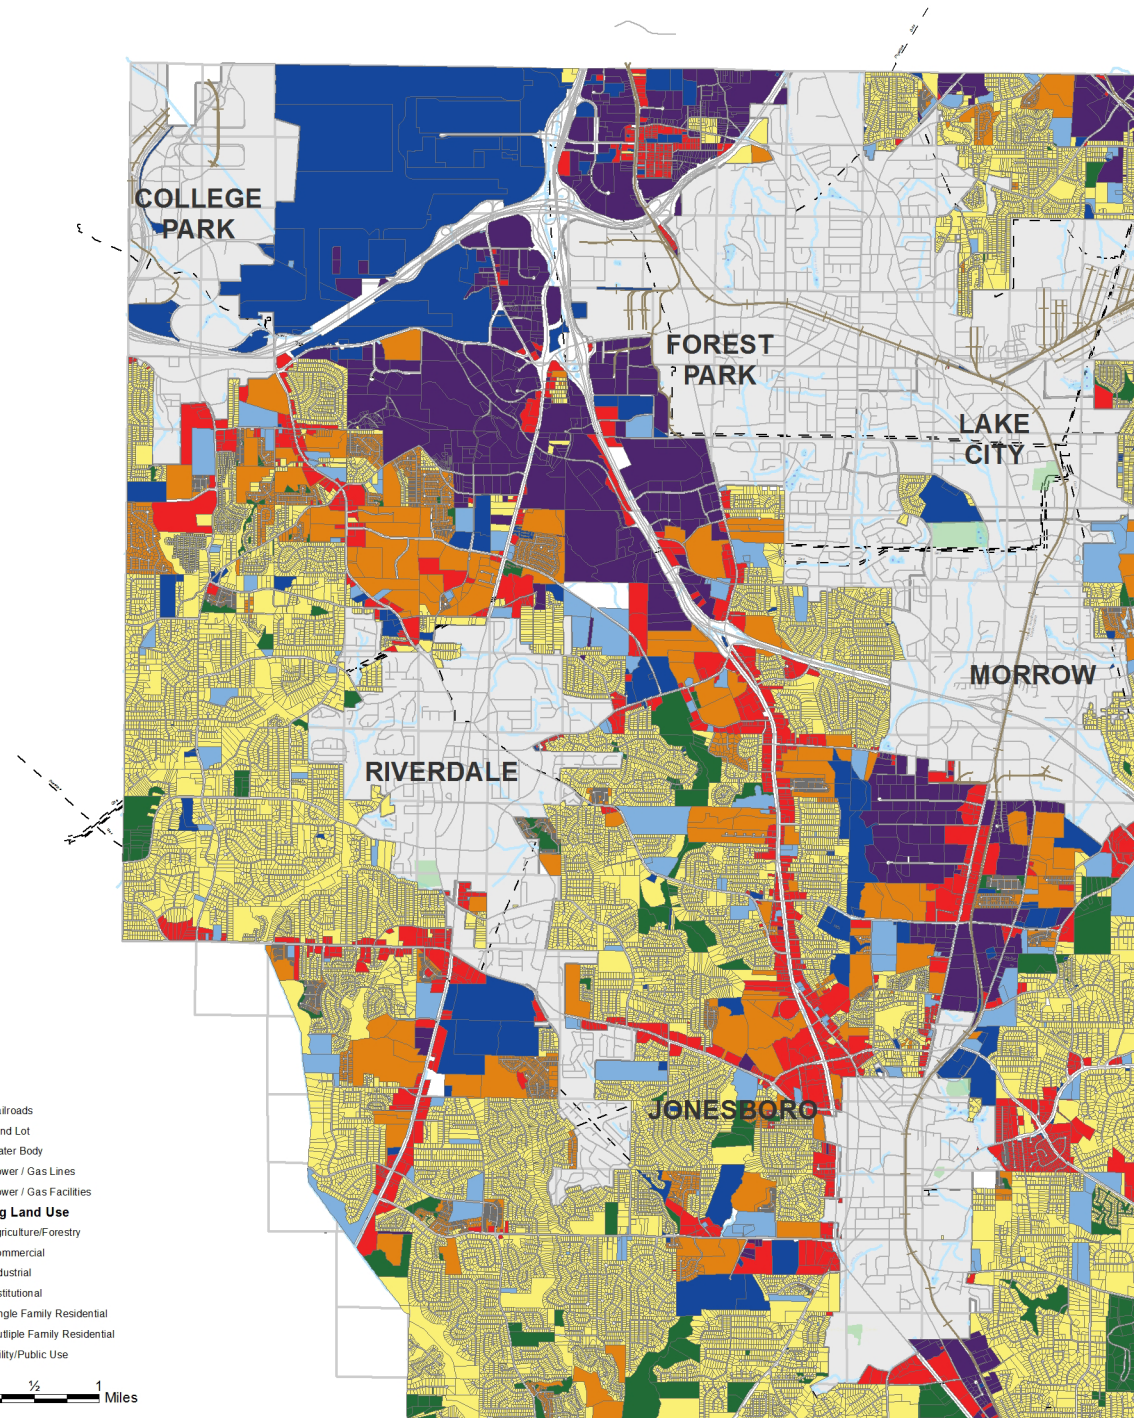 COLLEGE
PARK
FOREST
PARK
LAKE
CITY
MORROW
RIVERDALE
JONESBORO
ailroads
nd Lot
ater Body
ower / Gas Lines
ower / Gas Facilities
g Land Use
griculture/Forestry
ommercial
dustrial
stitutional
ngle Family Residential
utliple Family Residential
ility/Public Use
½ 1
Miles